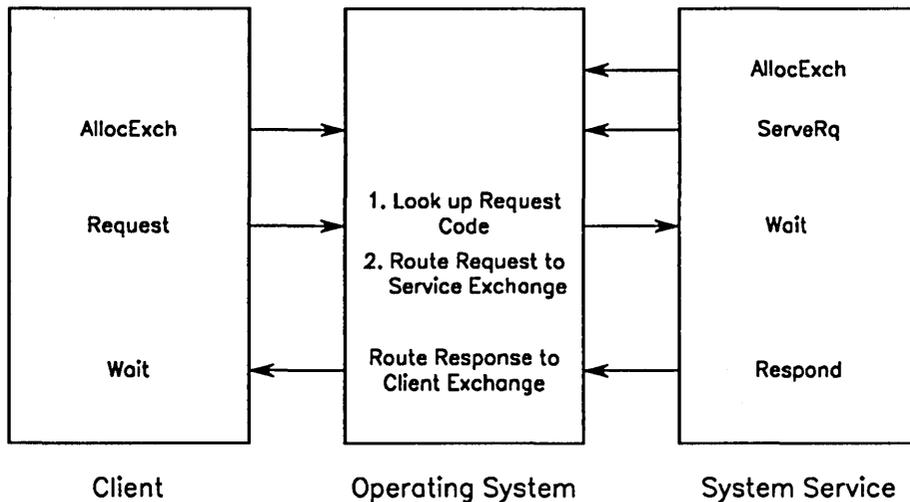 AllocExch
AllocExch
ServeRq
1. Look up Request
Code
Request
Wait
2. Route Request to
Service Exchange
Wait
Route Response to
Client Exchange
Respond
Client
Operating System
System Service